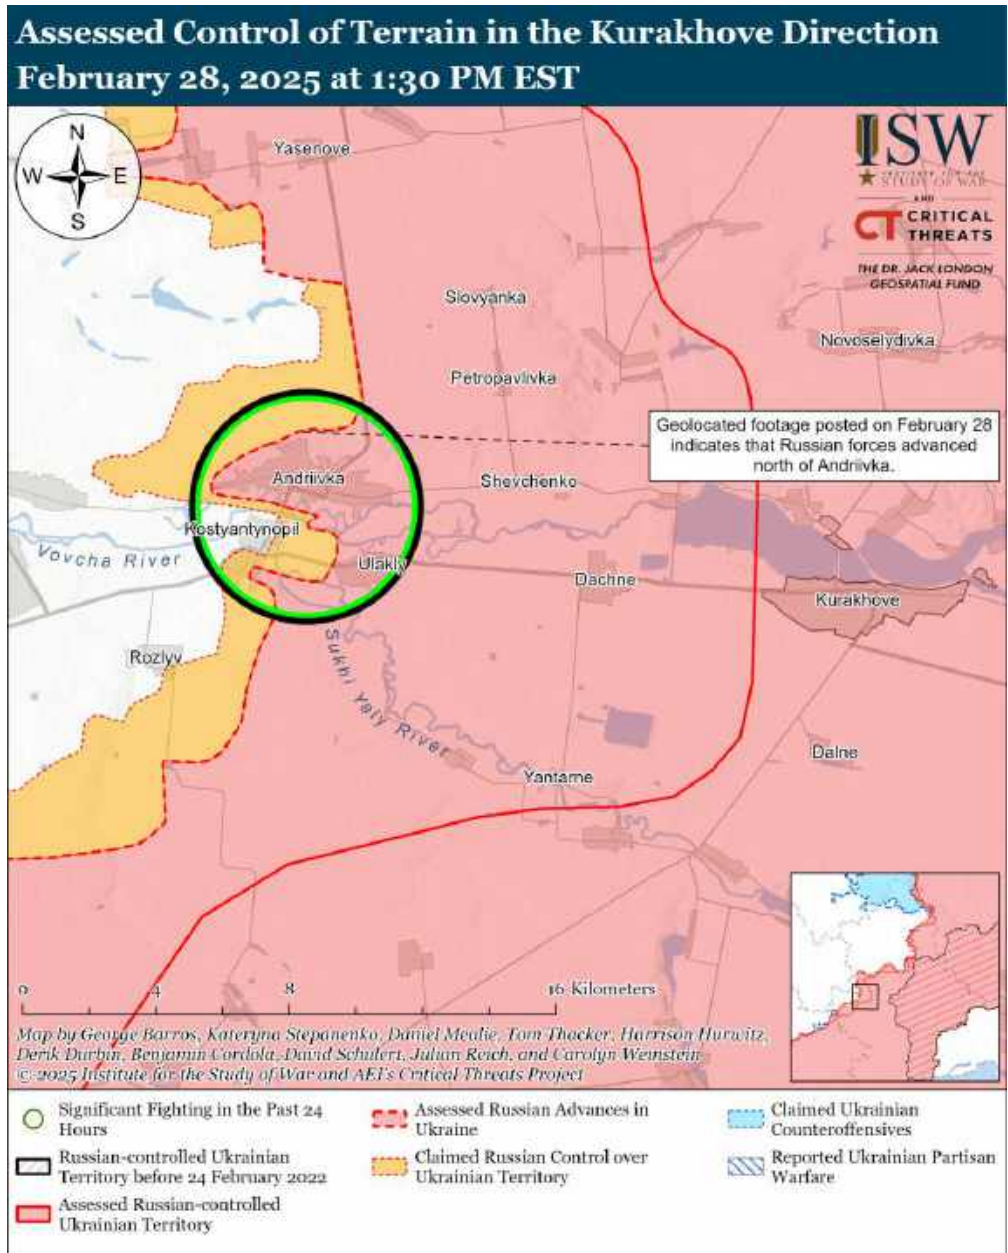 Assessed Control of Terrain in the Kurakhove Direction
February 28, 2025 at 1:30 PM EST
N
W
E
S
ISW
INSTITUTE FOR THE
STUDY OF WAR
AND
CT CRITICAL
THREATS
THE DR. JACK LONDON
GEOSPATIAL FUND
Yasenove
Slovyanka
Novoselydivka
Petropavlivka
Geolocated footage posted on February 28
indicates that Russian forces advanced
north of Andriivka.
Andriivka
Shevchenko
Kostyantynopil
Vovcha River
Ulakly
Dachne
Kurakhove
Rozlyv
Sukhi Yaly River
Dalne
Yantarne
0 4 8 16 Kilometers
Map by George Barros, Kateryna Stepanenko, Daniel Mealie, Tom Thacker, Harrison Hurwitz,
Derik Durbin, Benjamin Cordola, David Schulert, Julian Reich, and Carolyn Weinstein
© 2025 Institute for the Study of War and AEI's Critical Threats Project
Significant Fighting in the Past 24
Hours
Russian-controlled Ukrainian
Territory before 24 February 2022
Assessed Russian-controlled
Ukrainian Territory
Assessed Russian Advances in
Ukraine
Claimed Russian Control over
Ukrainian Territory
Claimed Ukrainian
Counteroffensives
Reported Ukrainian Partisan
Warfare